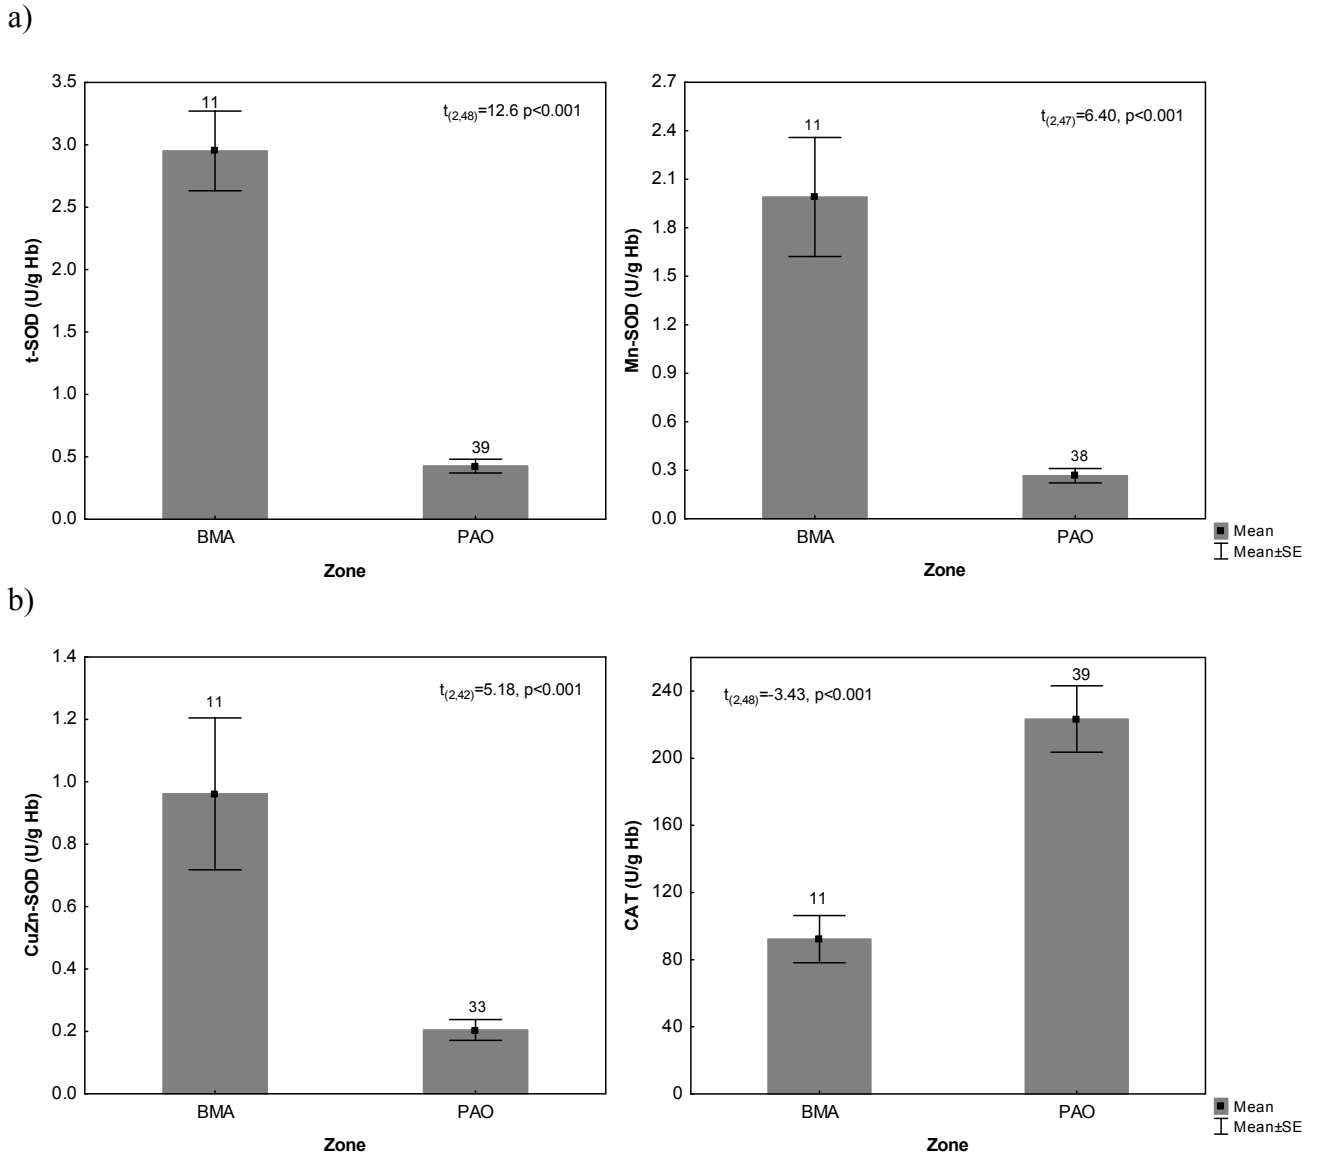 a)
3.5
3.0
2.5
2.0
1.5
1.0
0.5
0.0
t-SOD (U/g Hb)
11
39
t(2,48)=12.6 p<0.001
BMA
PAO
Zone
2.7
2.4
2.1
1.8
1.5
1.2
0.9
0.6
0.3
0.0
Mn-SOD (U/g Hb)
11
38
t(2,47)=6.40, p<0.001
BMA
PAO
Zone
Mean
Mean±SE
b)
1.4
1.2
1.0
0.8
0.6
0.4
0.2
0.0
CuZn-SOD (U/g Hb)
11
33
t(2,42)=5.18, p<0.001
BMA
PAO
Zone
240
200
160
120
80
40
0
CAT (U/g Hb)
t(2,48)=-3.43, p<0.001
11
39
BMA
PAO
Zone
Mean
Mean±SE